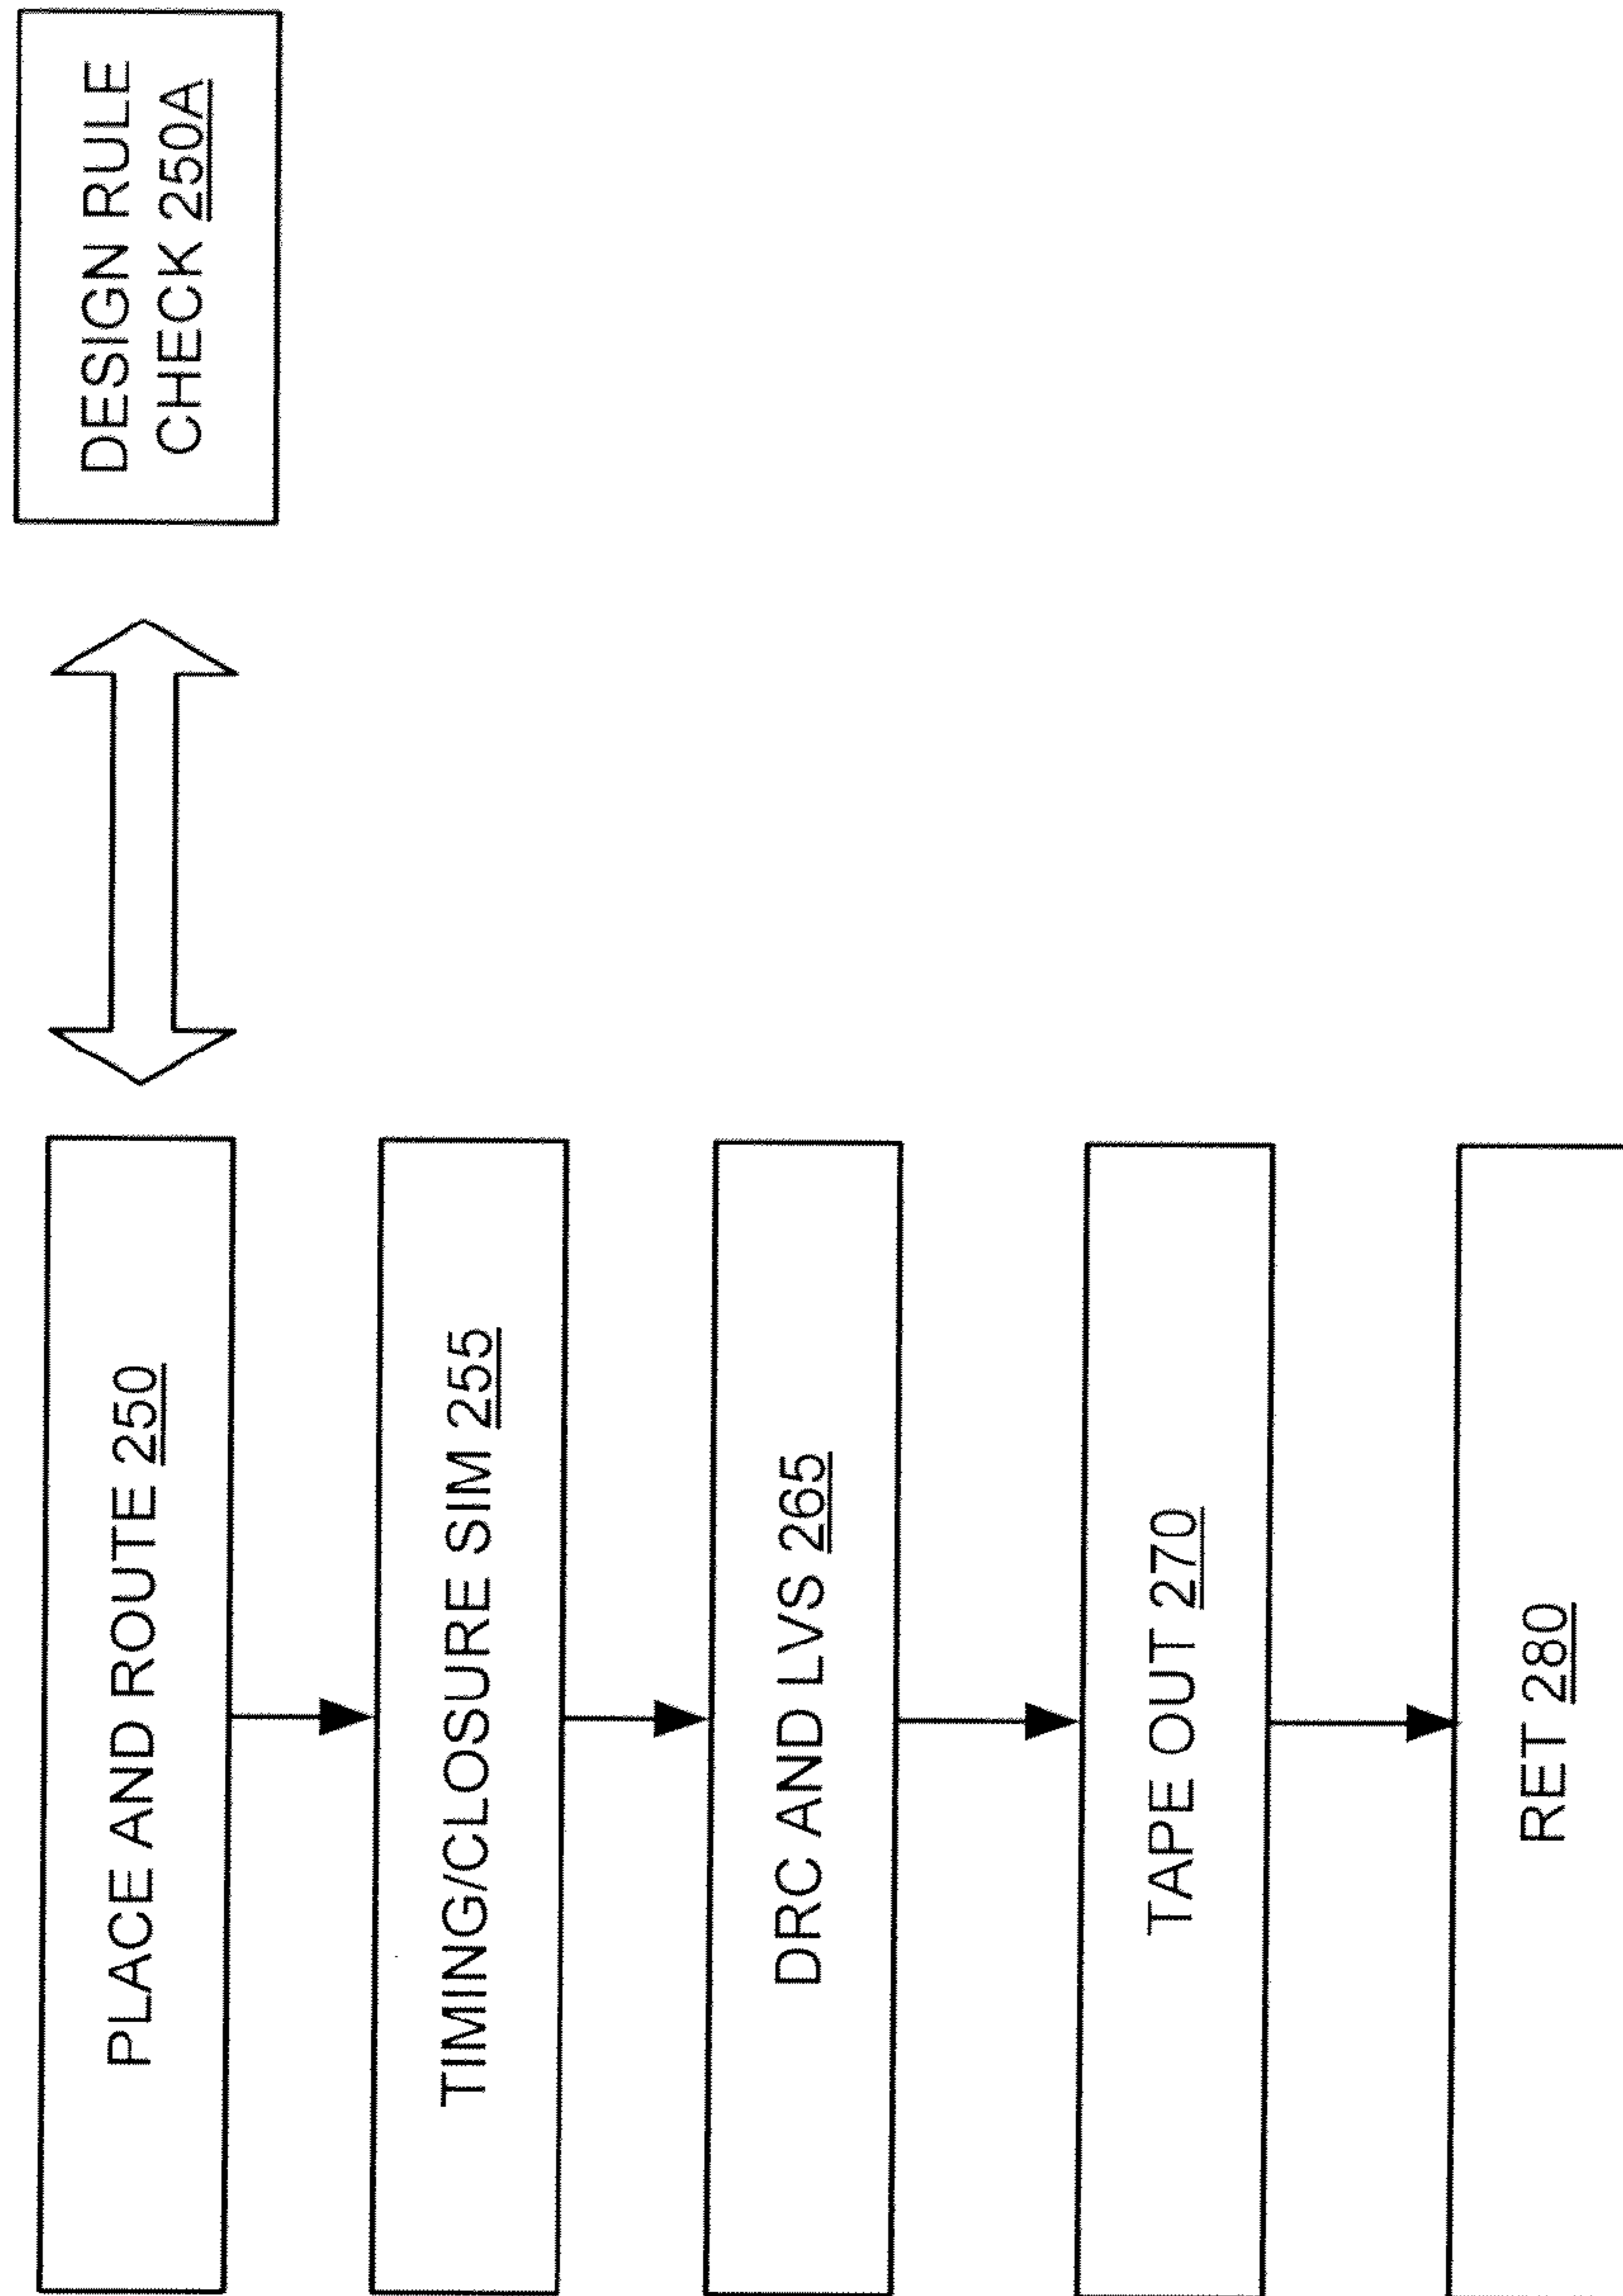 PLACE AND ROUTE 250
DESIGN RULE
CHECK 250A
TIMING/CLOSURE SIM 255
DRC AND LVS 265
TAPE OUT 270
RET 280